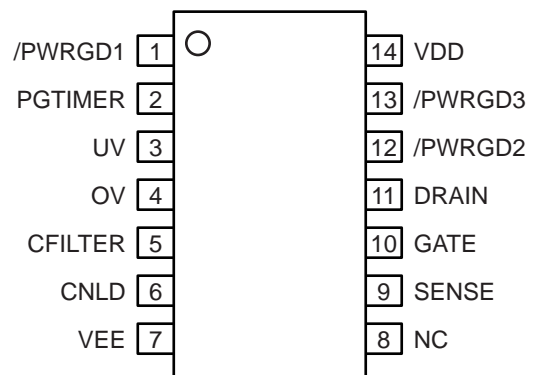 /PWRGD1 1 14 VDD
PGTIMER 2 13 /PWRGD3
UV 3 12 /PWRGD2
OV 4 11 DRAIN
CFILTER 5 10 GATE
CNLD 6 9 SENSE
VEE 7 8 NC